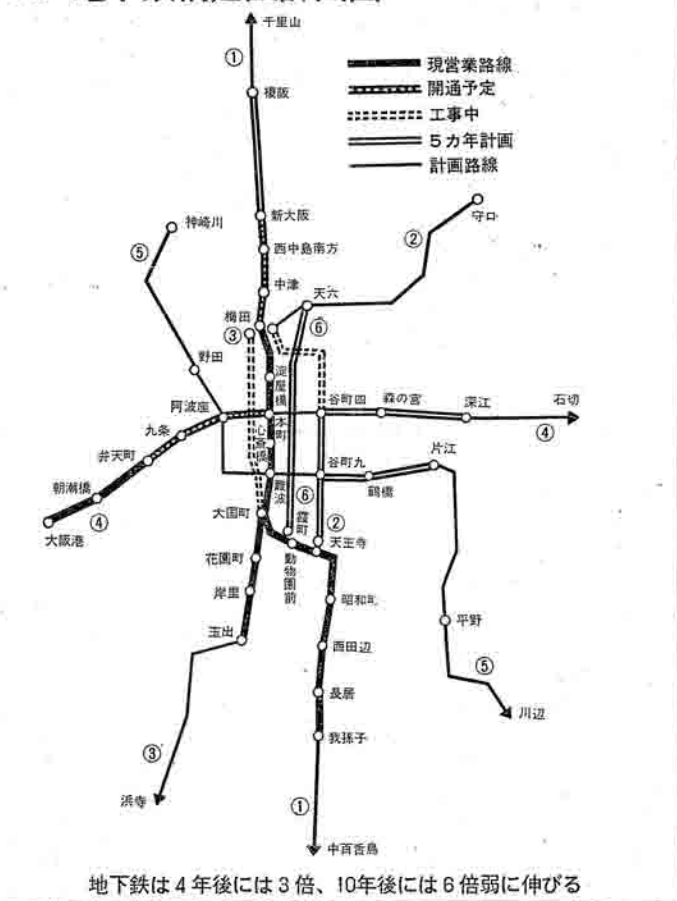 千里山
①
榎阪
現営業路線
開通予定
工事中
5カ年計画
計画路線
守口
②
新大阪
神崎川
⑤
西中島南方
中津
天六
⑥
梅田
③
野田
淀屋橋
阿波座
本町
谷町四
森の宮
深江
石切
④
九条
心斎橋
弁天町
谷町九
片江
鶴橋
朝潮橋
④
大阪港
難波
⑥
霞町
②
大国町
天王寺
動物園前
花園町
岸里
昭和町
平野
玉出
西田辺
⑤
長居
川辺
我孫子
③
浜寺
①
中百舌鳥
地下鉄は4年後には3倍、10年後には6倍弱に伸びる